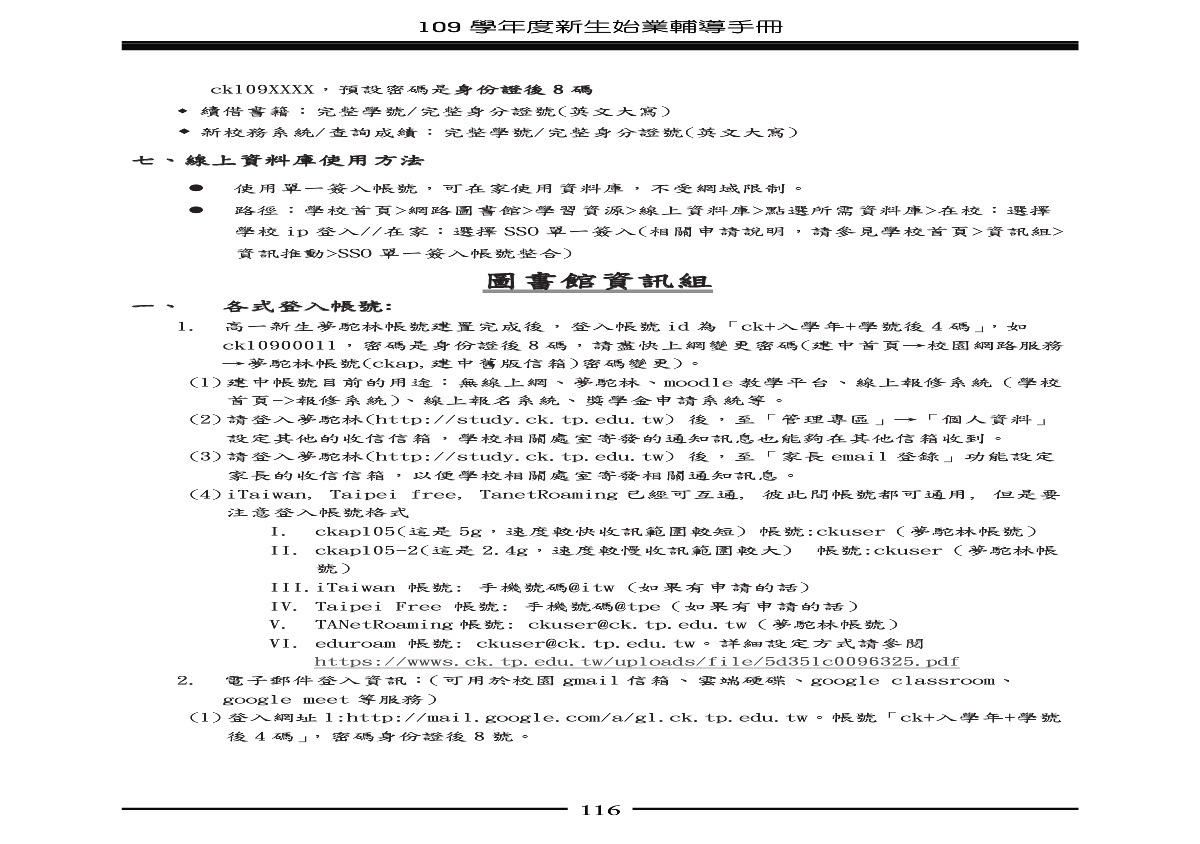 109 學年度新生始業輔導手冊
ck109XXXX，預設密碼是身份證後 8 碼
◆ 續借書籍：完整學號/完整身分證號(英文大寫)
◆ 新校務系統/查詢成績：完整學號/完整身分證號(英文大寫)
七、線上資料庫使用方法
● 使用單一簽入帳號，可在家使用資料庫，不受網域限制。
● 路徑：學校首頁>網路圖書館>學習資源>線上資料庫>點選所需資料庫>在校：選擇
學校 ip 登入//在家：選擇 SSO 單一簽入(相關申請說明，請參見學校首頁>資訊組>
資訊推動>SSO 單一簽入帳號整合)
圖書館資訊組
一、 各式登入帳號:
1. 高一新生夢駝林帳號建置完成後，登入帳號 id 為「ck+入學年+學號後 4 碼」，如
ck10900011，密碼是身份證後 8 碼，請盡快上網變更密碼(建中首頁→校園網路服務
→夢駝林帳號(ckap, 建中舊版信箱)密碼變更)。
(1)建中帳號目前的用途：無線上網、夢駝林、moodle 教學平台、線上報修系統（學校
首頁->報修系統)、線上報名系統、獎學金申請系統等。
(2)請登入夢駝林(http://study.ck.tp.edu.tw) 後，至「管理專區」→「個人資料」
設定其他的收信信箱，學校相關處室寄發的通知訊息也能夠在其他信箱收到。
(3)請登入夢駝林(http://study.ck.tp.edu.tw) 後，至「家長 email 登錄」功能設定
家長的收信信箱，以便學校相關處室寄發相關通知訊息。
(4)iTaiwan, Taipei free, TanetRoaming 已經可互通, 彼此間帳號都可通用, 但是要
注意登入帳號格式
I. ckap105(這是 5g，速度較快收訊範圍較短) 帳號:ckuser（夢駝林帳號）
II. ckap105-2(這是 2.4g，速度較慢收訊範圍較大) 帳號:ckuser（夢駝林帳
號）
III. iTaiwan 帳號: 手機號碼@itw（如果有申請的話）
IV. Taipei Free 帳號: 手機號碼@tpe（如果有申請的話）
V. TANetRoaming 帳號: ckuser@ck.tp.edu.tw（夢駝林帳號）
VI. eduroam 帳號: ckuser@ck.tp.edu.tw。詳細設定方式請參閱
https://www.ck.tp.edu.tw/uploads/file/5d351c0096325.pdf
2. 電子郵件登入資訊：(可用於校園 gmail 信箱、雲端硬碟、google classroom、
google meet 等服務)
(1)登入網址 1:http://mail.google.com/a/gl.ck.tp.edu.tw。帳號「ck+入學年+學號
後 4 碼」，密碼身份證後 8 號。
116